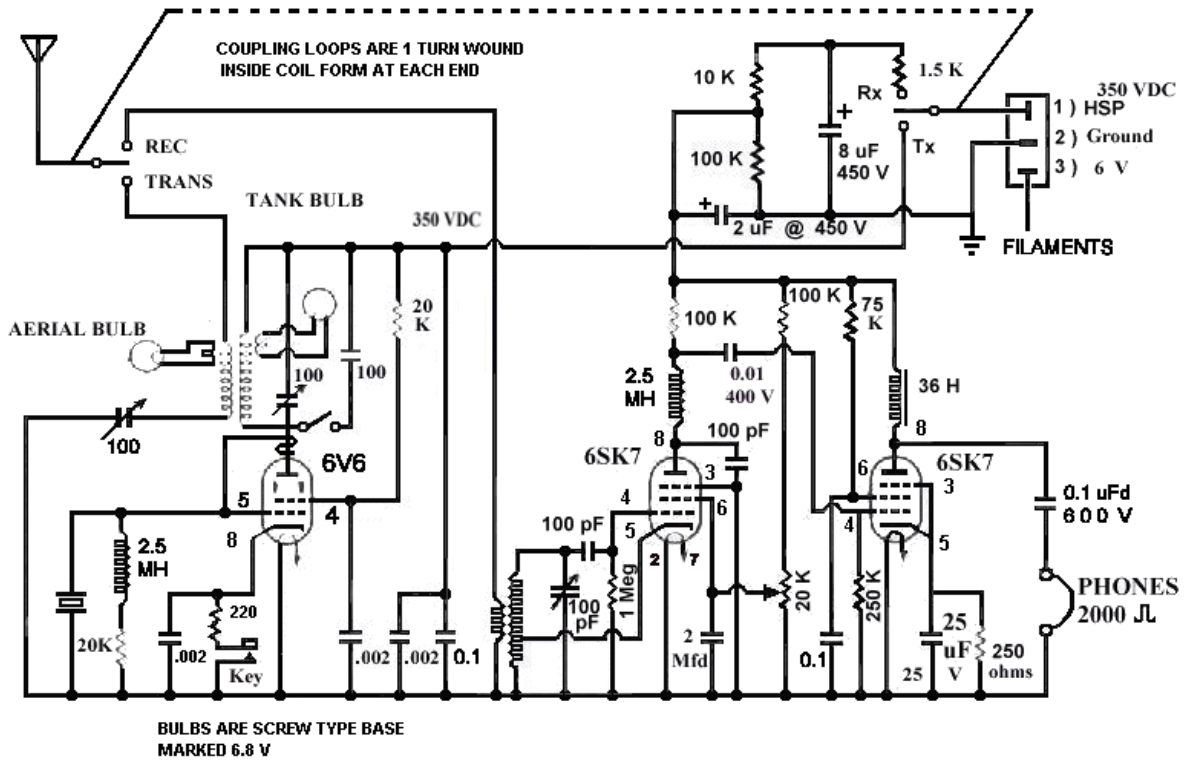 COUPLING LOOPS ARE 1 TURN WOUND
INSIDE COIL FORM AT EACH END
10 K
1.5 K
Rx
350 VDC
1 ) HSP
2 ) Ground
3 ) 6 V
REC
TRANS
100 K
8 uF
450 V
Tx
TANK BULB
350 VDC
2 uF @ 450 V
FILAMENTS
AERIAL BULB
20
K
100 K
100 K
75
K
100
100
2.5
MH
0.01
400 V
36 H
100
6V6
8
100 pF
8
6SK7
6SK7
5
4
8
4
3
6
5
6
3
4
5
0.1 uFd
600 V
2.5
MH
100 pF
2
7
1 Meg
20 K
250 K
PHONES
2000 Ω
220
100
pF
20K
.002
Key
.002
.002
0.1
2
Mfd
0.1
25
uF
25 V
250
ohms
BULBS ARE SCREW TYPE BASE
MARKED 6.8 V